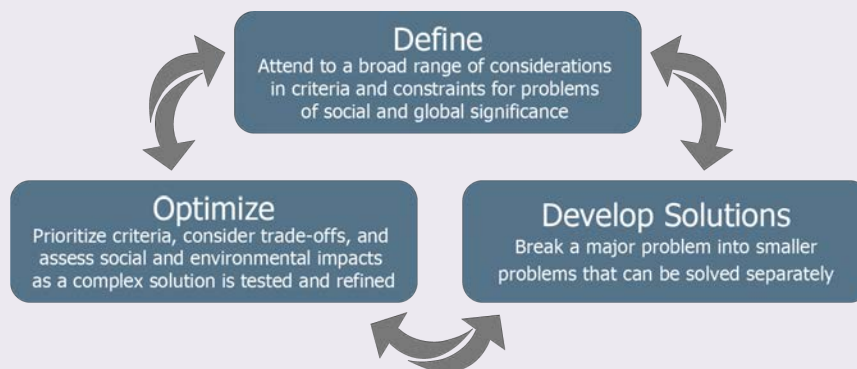 Define
Attend to a broad range of considerations
in criteria and constraints for problems
of social and global significance
Optimize
Prioritize criteria, consider trade-offs, and
assess social and environmental impacts
as a complex solution is tested and refined
Develop Solutions
Break a major problem into smaller
problems that can be solved separately